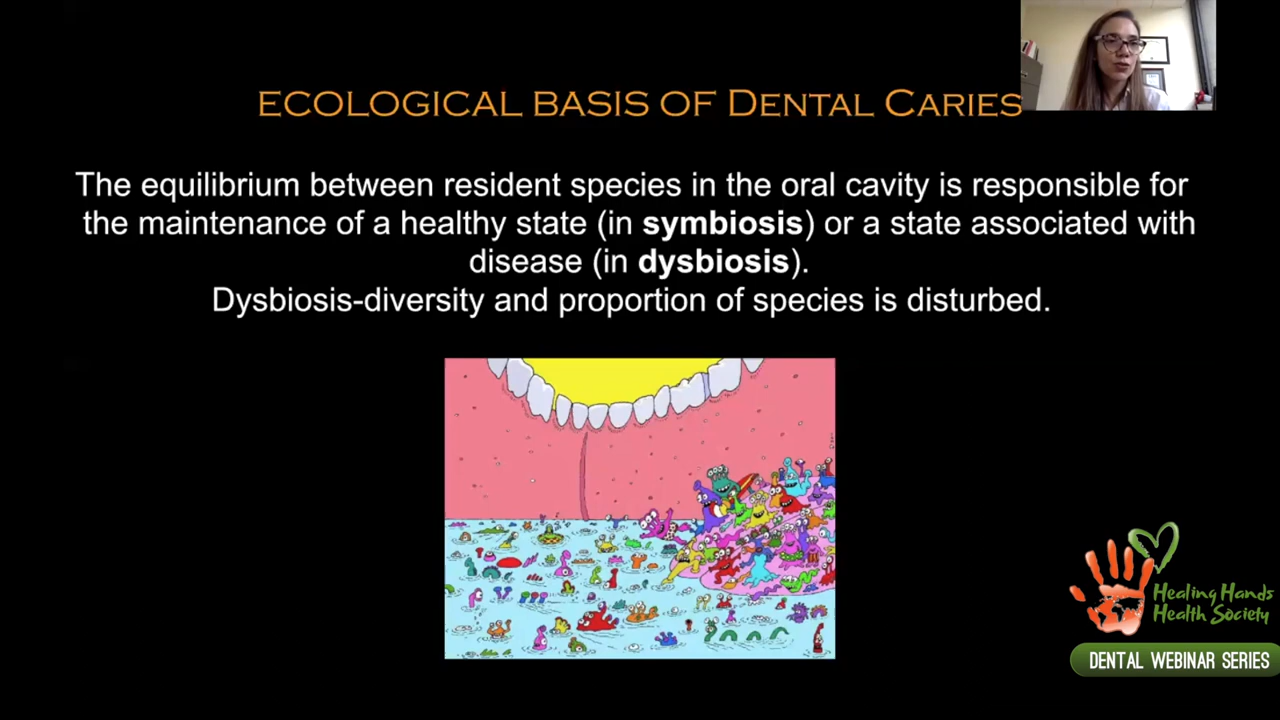 ECOLOGICAL BASIS OF DENTAL CARIES
The equilibrium between resident species in the oral cavity is responsible for
the maintenance of a healthy state (in symbiosis) or a state associated with
disease (in dysbiosis).
Dysbiosis-diversity and proportion of species is disturbed.
Healing Hands
Health Society
DENTAL WEBINAR SERIES